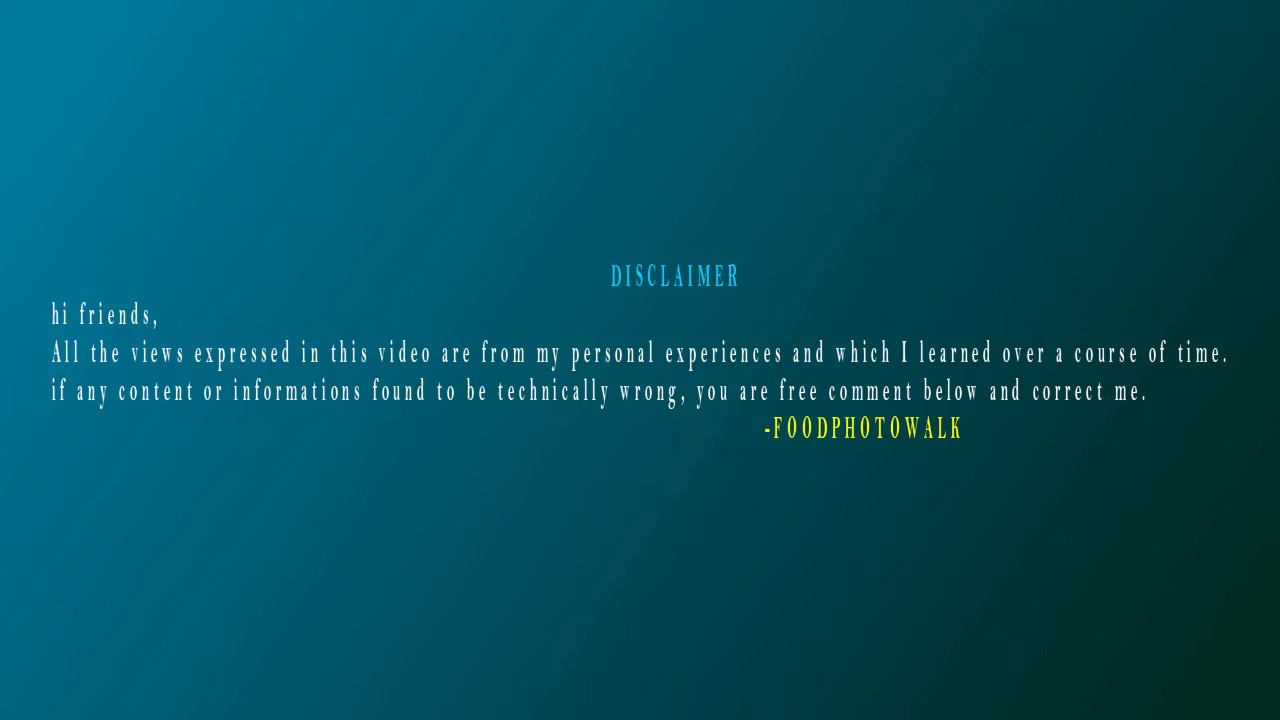 DISCLAIMER
hi friends,
All the views expressed in this video are from my personal experiences and which I learned over a course of time.
if any content or informations found to be technically wrong, you are free comment below and correct me.
-FOODPHOTOWALK